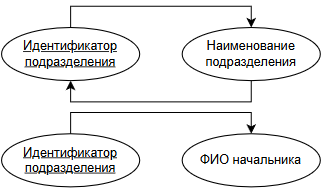 Идентификатор
подразделения
Наименование
подразделения
Идентификатор
подразделения
ФИО начальника